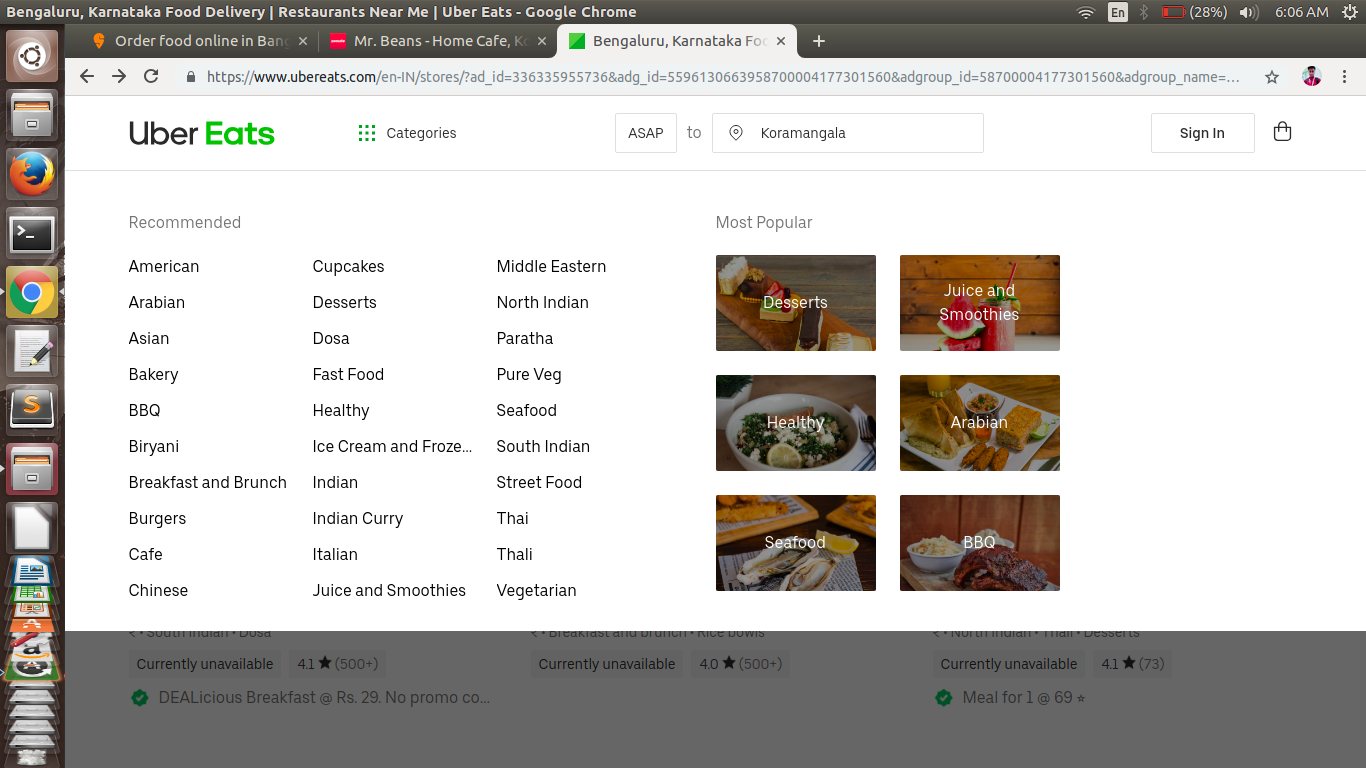 Bengaluru, Karnataka Food Delivery | Restaurants Near Me | Uber Eats - Google Chrome
En
(28%)
6:06 AM
Order food online in Bang
Mr. Beans - Home Cafe, Ko
Bengaluru, Karnataka Foo
https://www.ubereats.com/en-IN/stores/?ad_id=336335955736&adg_id=55961306639587000041773015​60&adgroup_id=58700004177301560&adgroup_name=...
Uber Eats
Categories
ASAP
to
Koramangala
Sign In
Recommended
American
Arabian
Asian
Bakery
BBQ
Biryani
Breakfast and Brunch
Burgers
Cafe
Chinese
Cupcakes
Desserts
Dosa
Fast Food
Healthy
Ice Cream and Froze...
Indian
Indian Curry
Italian
Juice and Smoothies
Middle Eastern
North Indian
Paratha
Pure Veg
Seafood
South Indian
Street Food
Thai
Thali
Vegetarian
Most Popular
Desserts
Juice and
Smoothies
Healthy
Arabian
Seafood
BBQ
₹ • South Indian • Dosa
Currently unavailable
4.1 ★ (500+)
DEALicious Breakfast @ Rs. 29. No promo co...
₹ • Breakfast and Brunch • Rice bowls
Currently unavailable
4.0 ★ (500+)
₹ • North Indian • Thali • Desserts
Currently unavailable
4.1 ★ (73)
Meal for 1 @ 69 ⭐